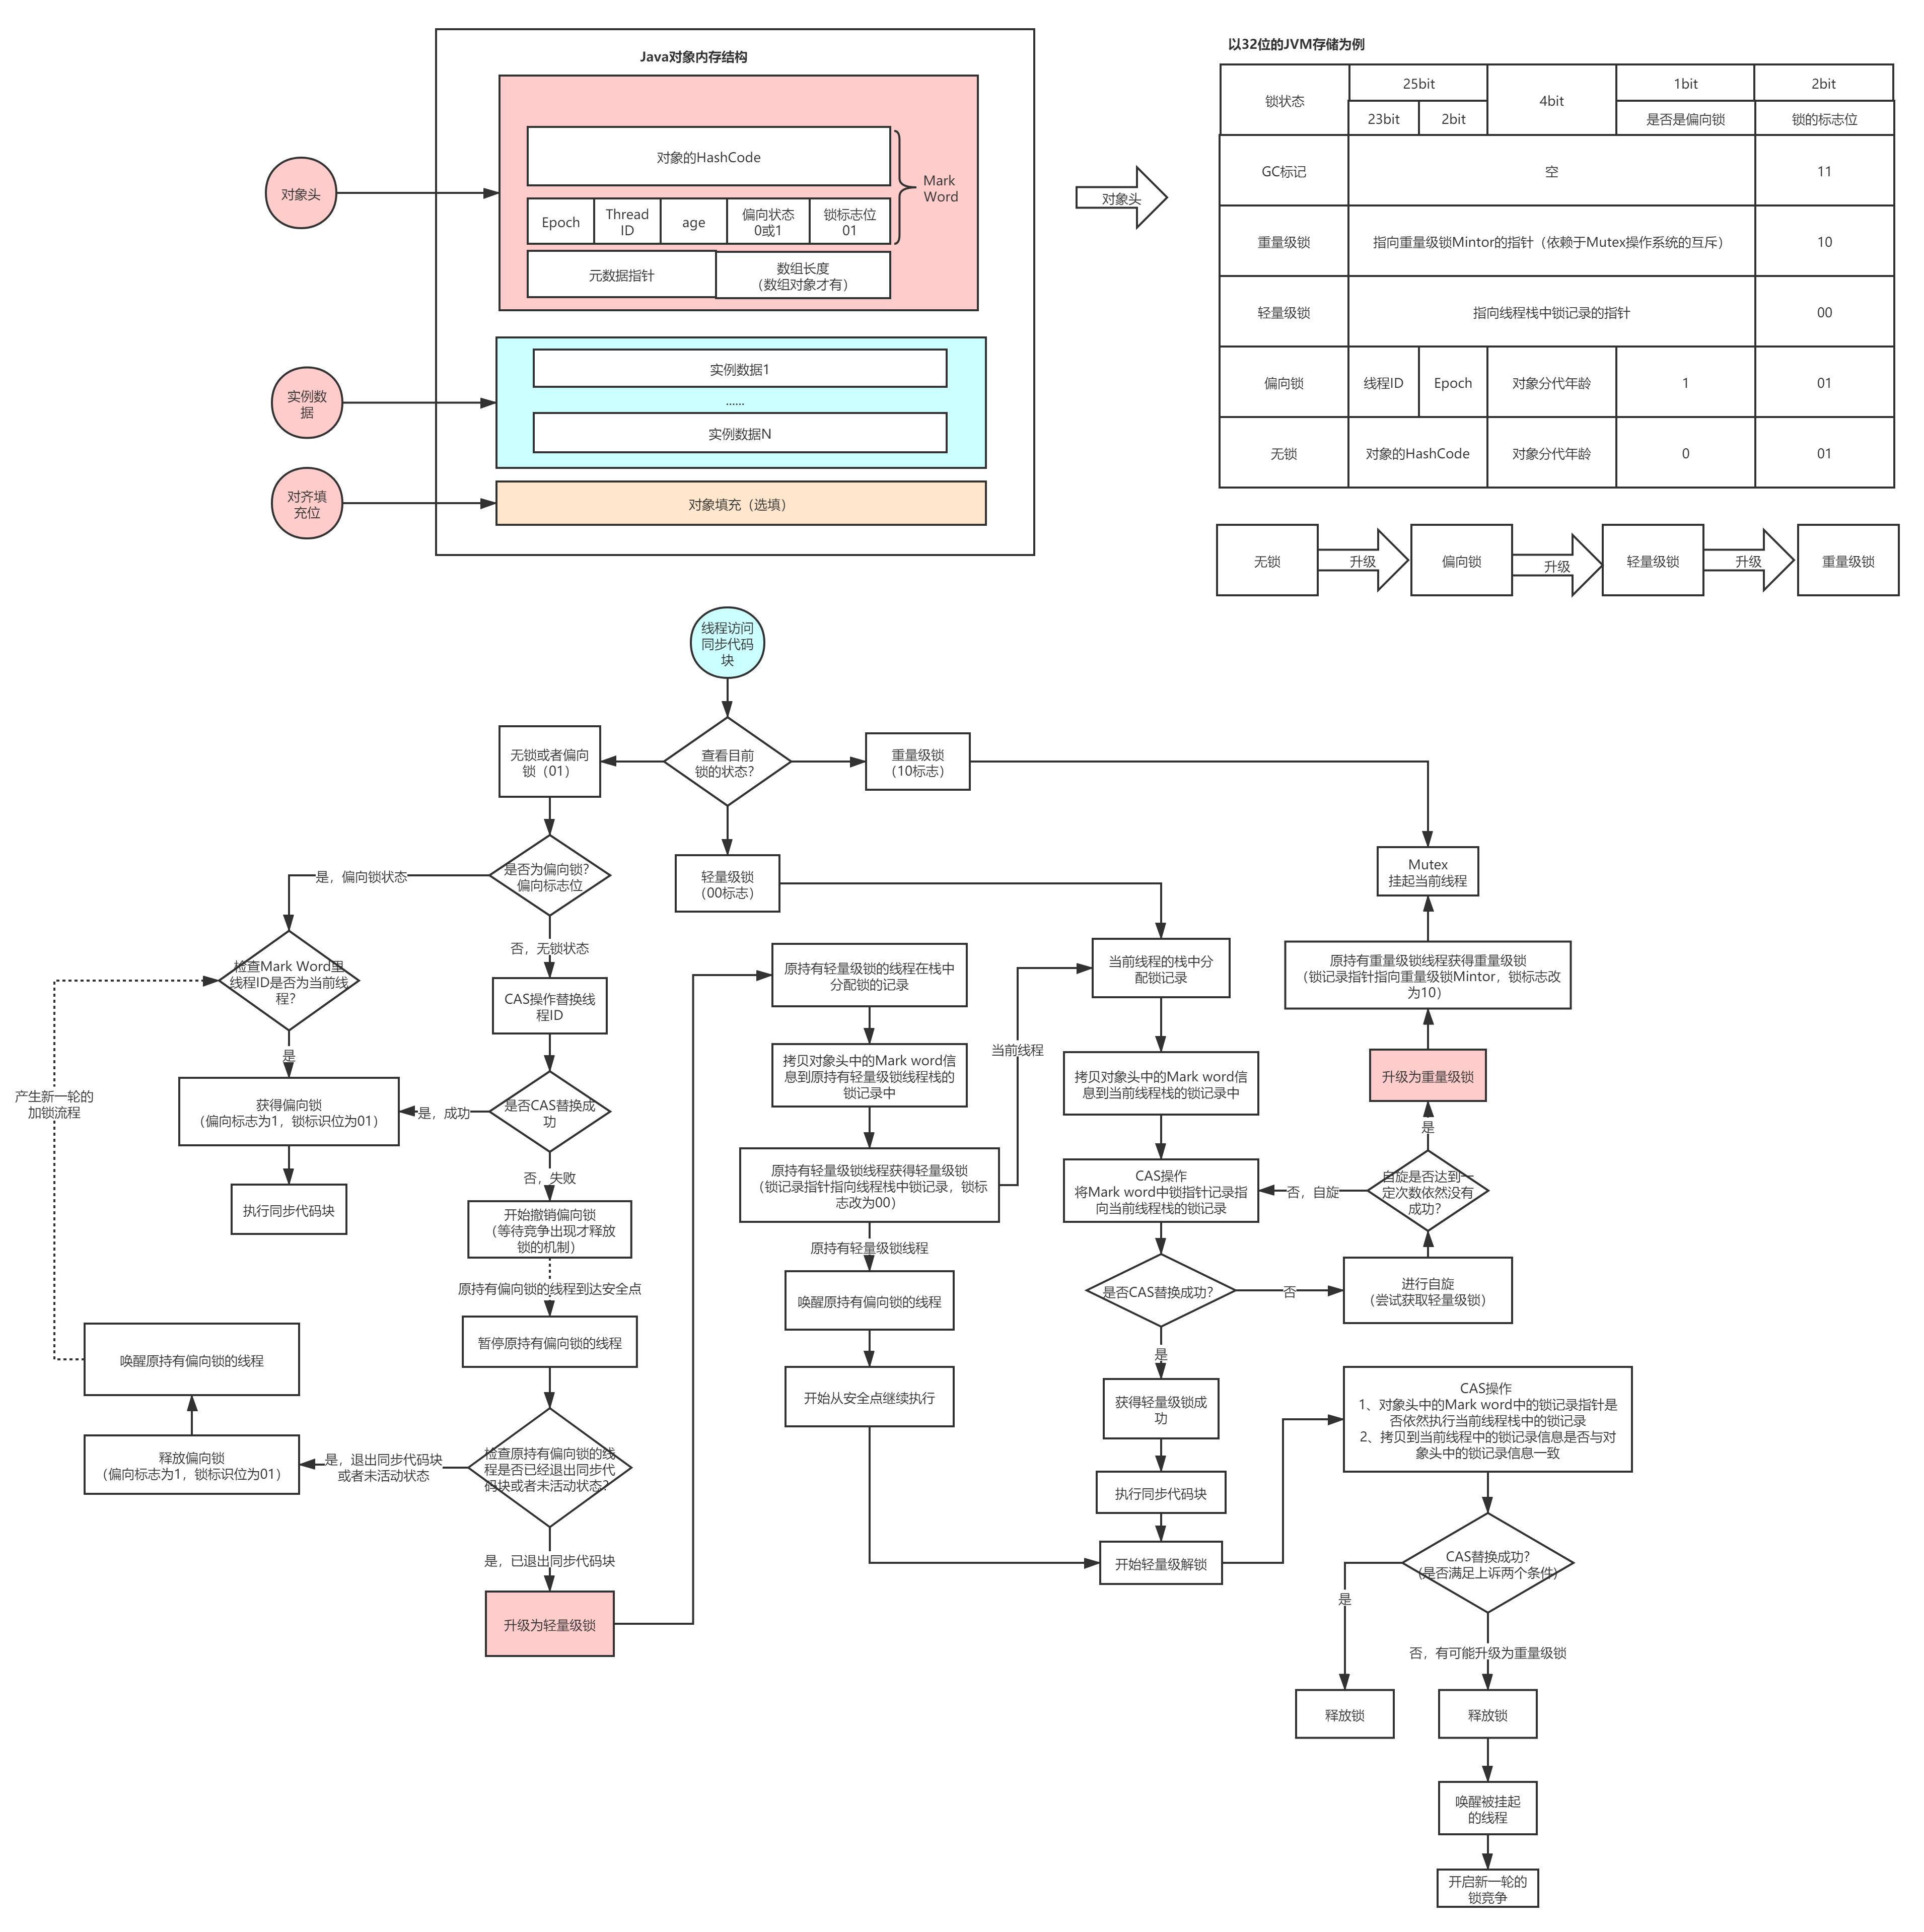 Java对象内存结构
对象头
对象的HashCode
Epoch
Thread
ID
age
偏向状态
0或1
锁标志位
01
Mark
Word
元数据指针
数组长度
（数组对象才有）
实例数
据
实例数据1
......
实例数据N
对齐填
充位
对象填充（选填）
对象头
以32位的JVM存储为例
锁状态
25bit
4bit
1bit
2bit
23bit
2bit
是否是偏向锁
锁的标志位
GC标记
空
11
重量级锁
指向重量级锁Mintor的指针（依赖于Mutex操作系统的互斥）
10
轻量级锁
指向线程栈中锁记录的指针
00
偏向锁
线程ID
Epoch
对象分代年龄
1
01
无锁
对象的HashCode
对象分代年龄
0
01
无锁
升级
偏向锁
升级
轻量级锁
升级
重量级锁
线程访问
同步代码
块
查看目前
锁的状态？
无锁或者偏向
锁（01）
重量级锁
（10标志）
轻量级锁
（00标志）
是否为偏向锁？
偏向标志位
是，偏向锁状态
否，无锁状态
检查Mark Word里
线程ID是否为当前线
程？
是
获得偏向锁
（偏向标志为1，锁标识位为01）
执行同步代码块
产生新一轮的
加锁流程
CAS操作替换线
程ID
是否CAS替换成
功
是，成功
否，失败
开始撤销偏向锁
（等待竞争出现才释放
锁的机制）
原持有偏向锁的线程到达安全点
暂停原持有偏向锁的线程
检查原持有偏向锁的线
程是否已经退出同步代
码块或者未活动状态？
是，退出同步代码块
或者未活动状态
释放偏向锁
（偏向标志为1，锁标识位为01）
唤醒原持有偏向锁的线程
是，已退出同步代码块
升级为轻量级锁
原持有轻量级锁的线程在栈中
分配锁的记录
拷贝对象头中的Mark word信
息到原持有轻量级锁线程栈的
锁记录中
原持有轻量级锁线程获得轻量级锁
（锁记录指针指向线程栈中锁记录，锁标
志改为00）
原持有轻量级锁线程
唤醒原持有偏向锁的线程
开始从安全点继续执行
当前线程
当前线程的栈中分
配锁记录
拷贝对象头中的Mark word信
息到当前线程栈的锁记录中
CAS操作
将Mark word中锁指针记录指
向当前线程栈的锁记录
是否CAS替换成功？
否
是
获得轻量级锁成
功
执行同步代码块
开始轻量级解锁
进行自旋
（尝试获取轻量级锁）
自旋是否达到一
定次数依然没有
成功？
否，自旋
是
升级为重量级锁
原持有重量级锁线程获得重量级锁
（锁记录指针指向重量级锁Mintor，锁标志改
为10）
Mutex
挂起当前线程
CAS操作
1、对象头中的Mark word中的锁记录指针是
否依然执行当前线程栈中的锁记录
2、拷贝到当前线程中的锁记录信息是否与对
象头中的锁记录信息一致
CAS替换成功？
（是否满足上诉两个条件）
是
否，有可能升级为重量级锁
释放锁
释放锁
唤醒被挂起
的线程
开启新一轮的
锁竞争